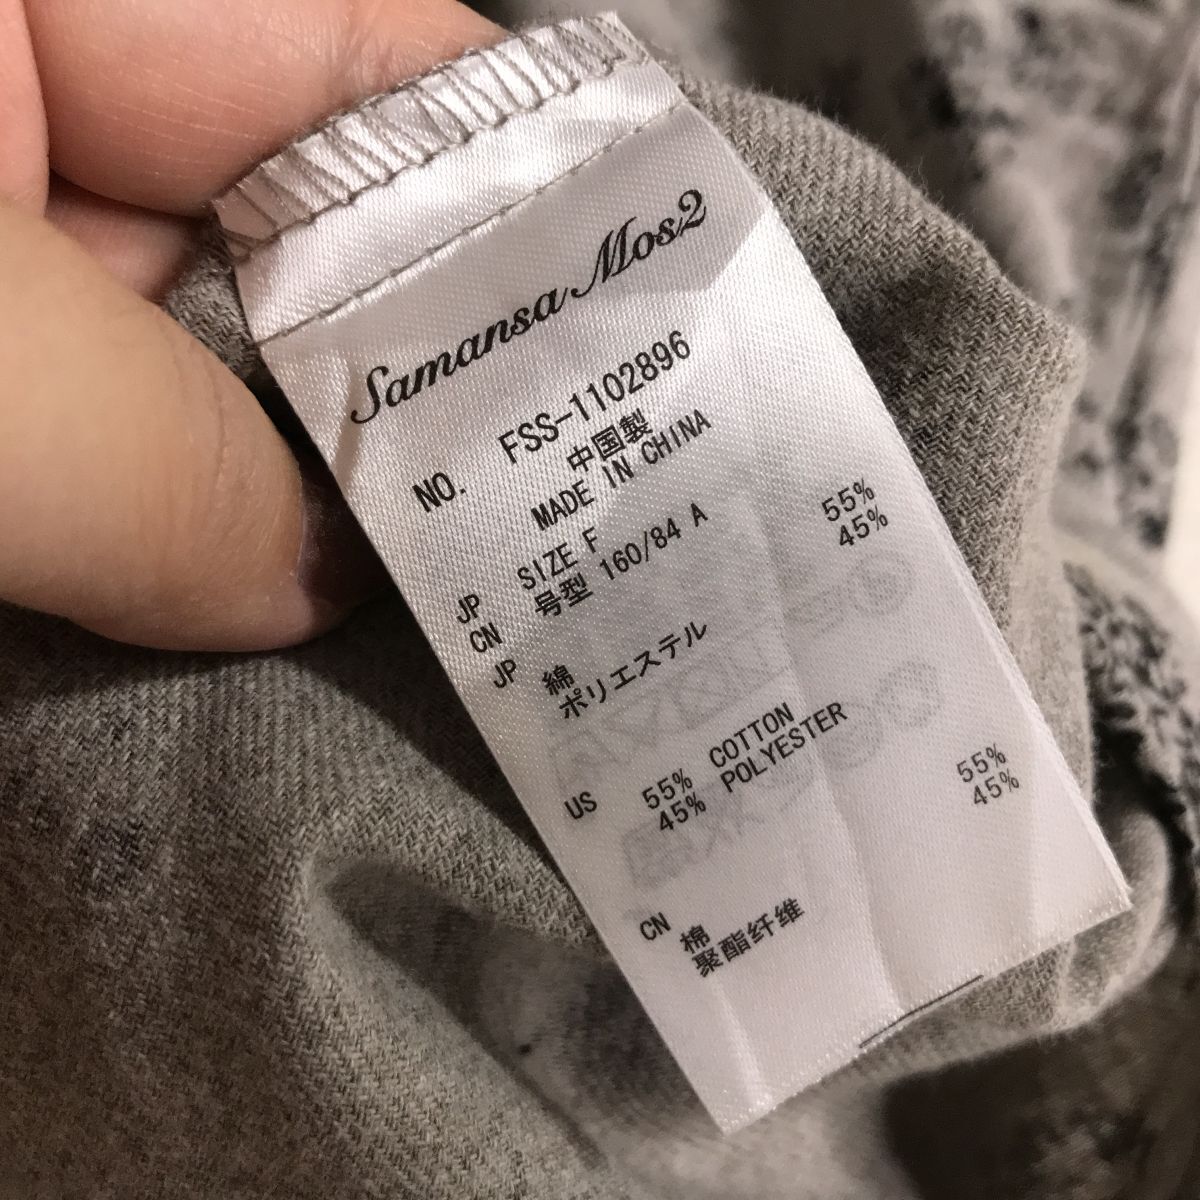 Samansa Mos2
NO. FSS-1102896
中国製
MADE IN CHINA
JP SIZE F
CN 号型 160/84 A
JP 綿 55%
ポリエステル 45%
US 55% COTTON
45% POLYESTER
CN 棉 55%
聚酯纤维 45%